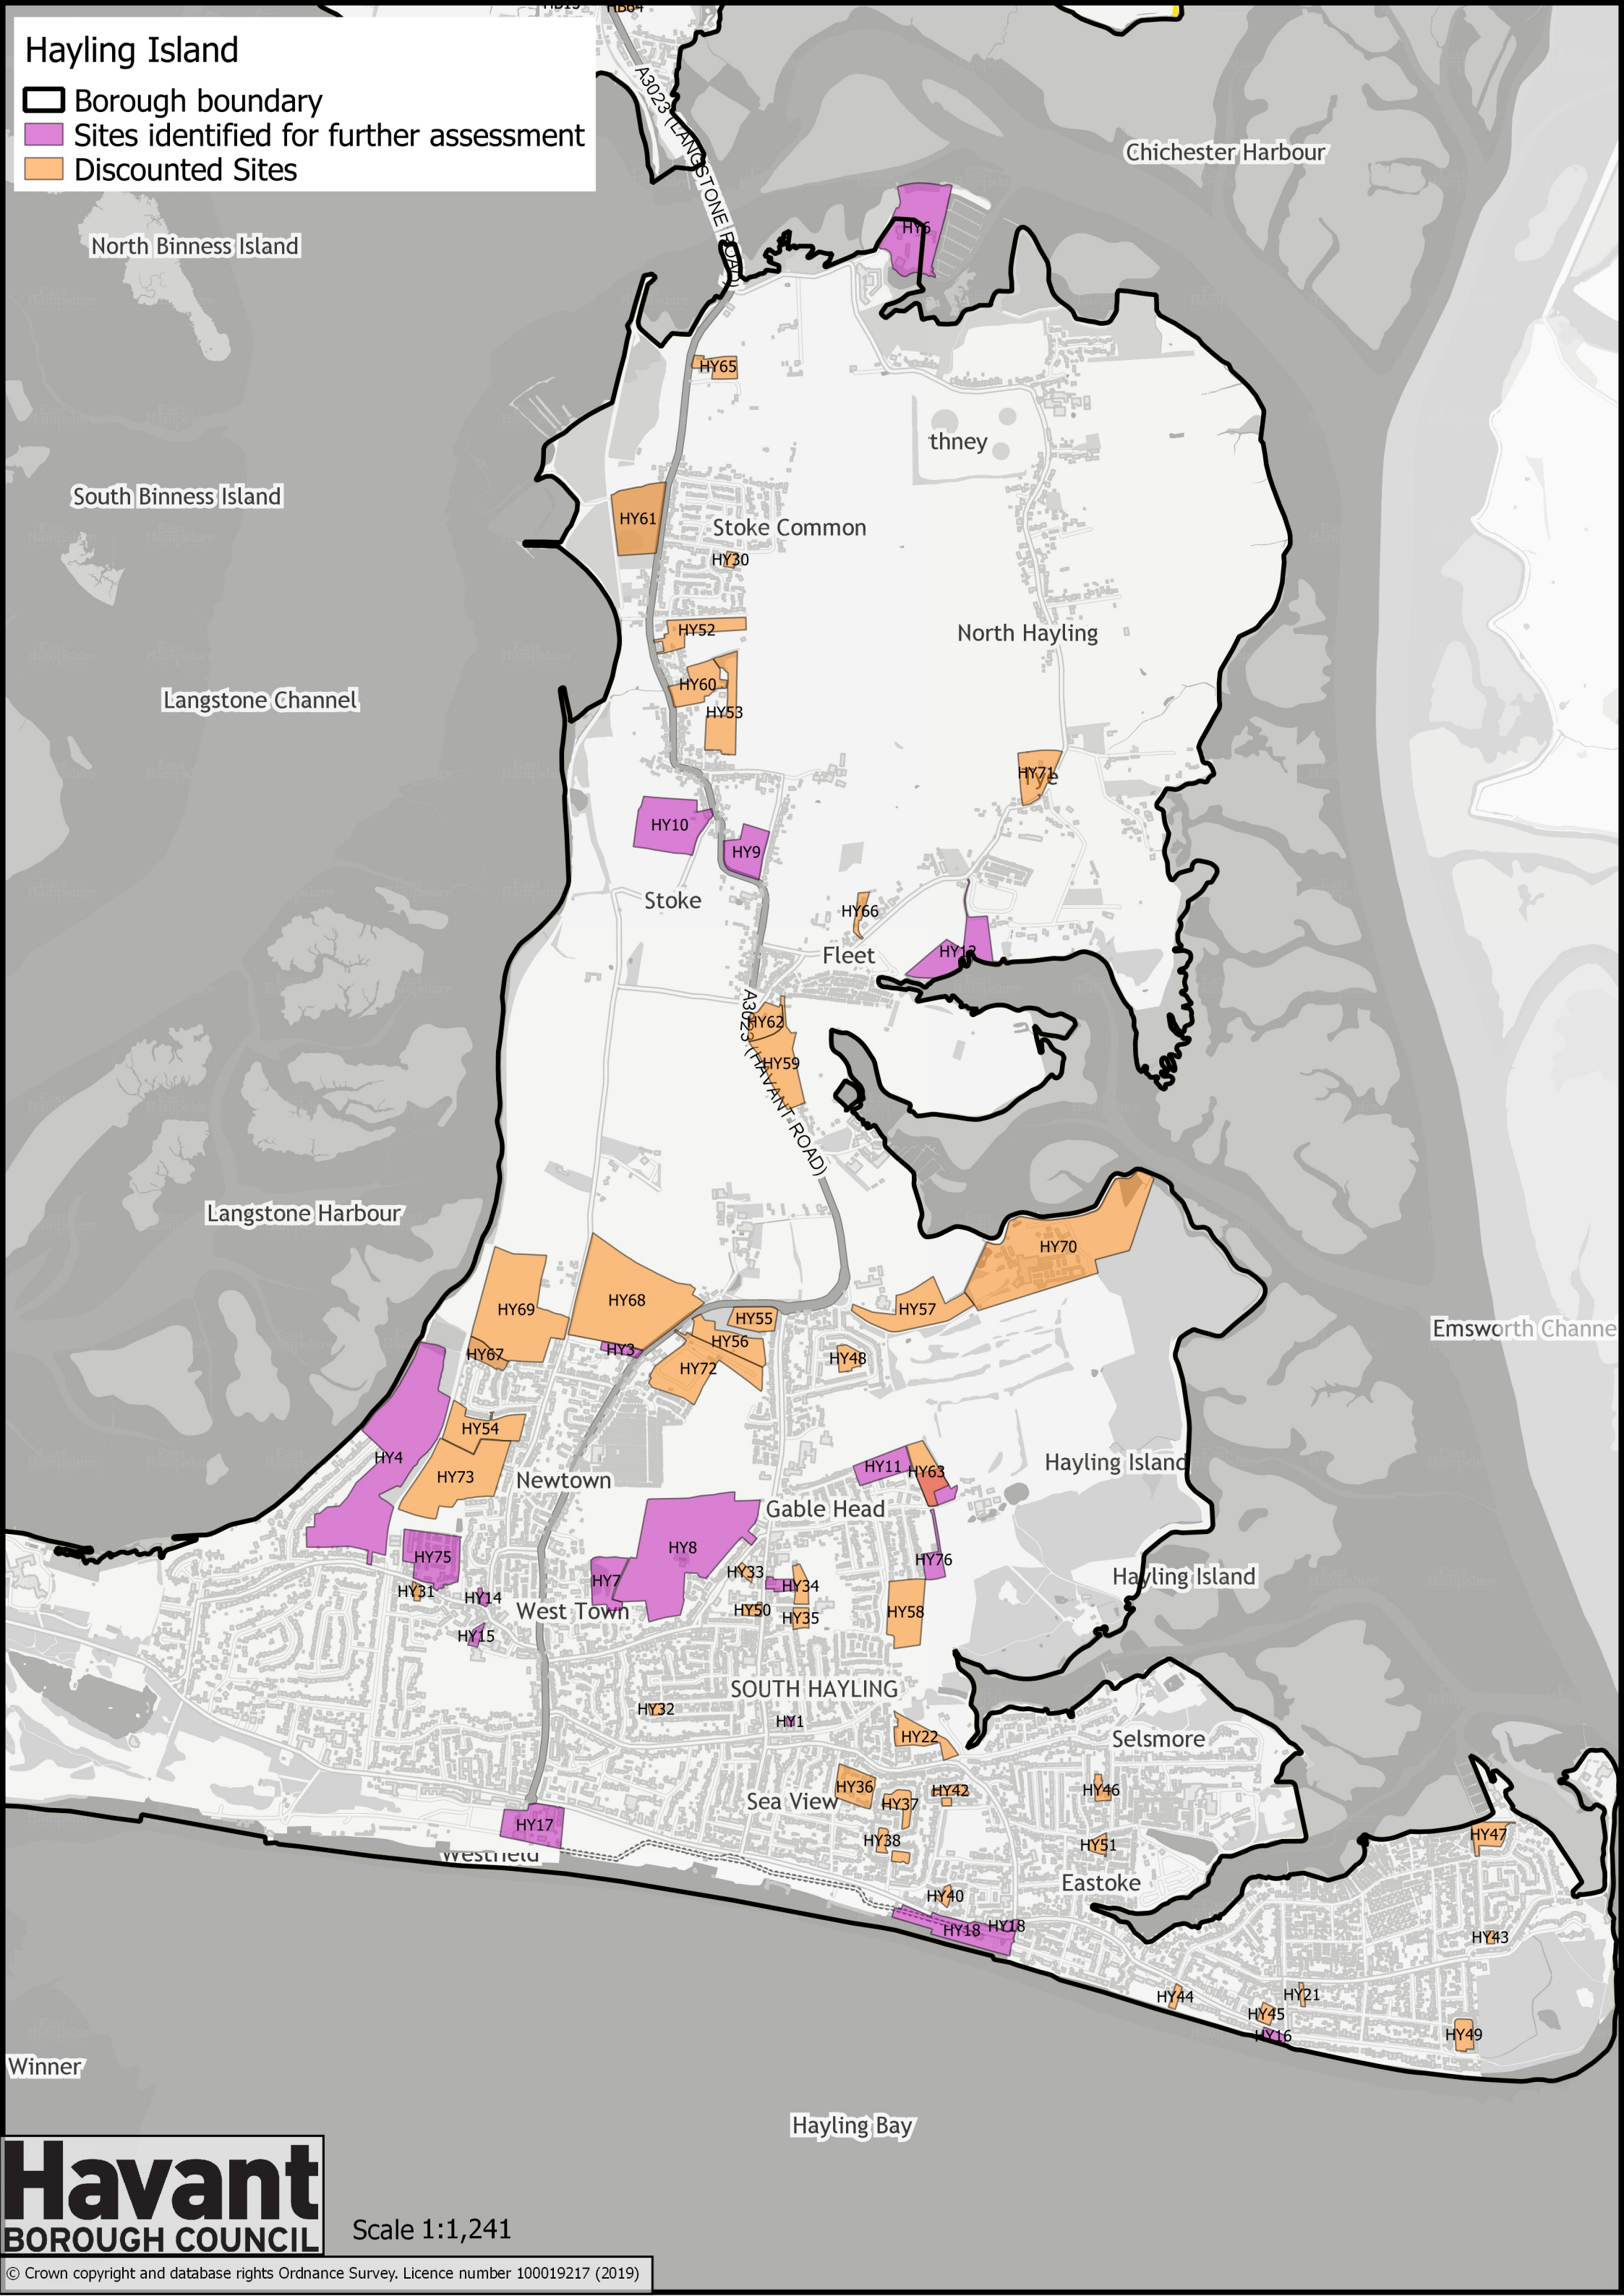 HB64
Hayling Island
Borough boundary
Sites identified for further assessment
Discounted Sites
A3023 (LANGSTONE ROAD)
Chichester Harbour
HY6
North Binness Island
HY65
thney
South Binness Island
HY61
Stoke Common
HY30
HY52
North Hayling
HY60
Langstone Channel
HY53
HY71
HY10
HY9
Stoke
HY66
Fleet
A3023 (HAVANT ROAD)
HY62
HY59
Langstone Harbour
HY70
HY69
HY68
HY57
HY55
Emsworth Channe
HY56
HY3
HY67
HY48
HY72
HY54
HY4
Hayling Island
HY11
HY63
HY73
Newtown
Gable Head
HY8
HY75
HY76
HY33
Hayling Island
HY7
HY34
HY31
HY14
West Town
HY50
HY58
HY35
HY15
SOUTH HAYLING
HY32
HY1
HY22
Selsmore
HY36
HY42
HY46
Sea View
HY37
HY17
HY47
HY38
HY51
Westfield
Eastoke
HY40
HY18
HY18
HY43
HY21
HY44
HY45
HY16
HY49
Winner
Hayling Bay
Havant
BOROUGH COUNCIL
Scale 1:1,241
© Crown copyright and database rights Ordnance Survey. Licence number 100019217 (2019)